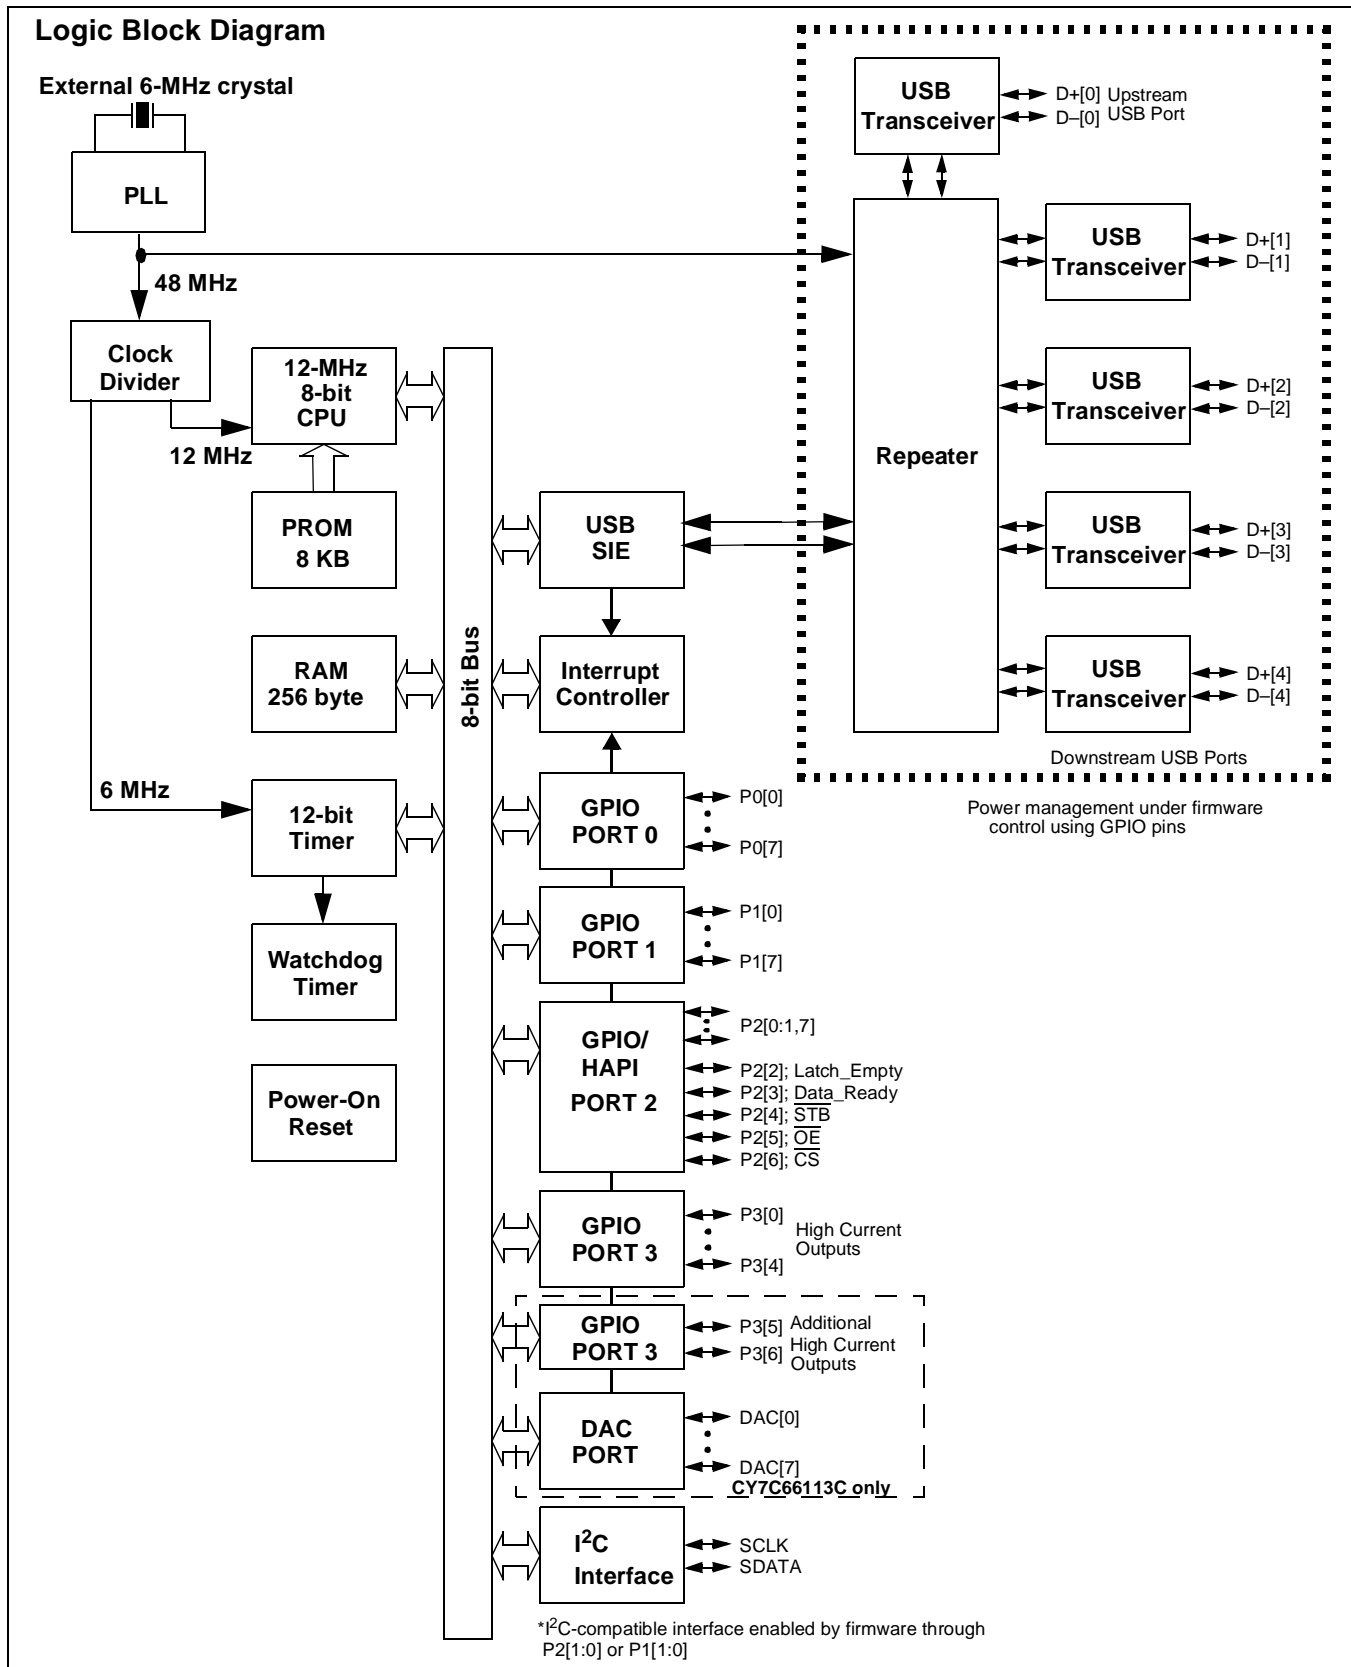 Logic Block Diagram
External 6-MHz crystal
PLL
48 MHz
Clock
Divider
12-MHz
8-bit
CPU
12 MHz
PROM
8 KB
RAM
256 byte
6 MHz
12-bit
Timer
Watchdog
Timer
Power-On
Reset
8-bit Bus
USB
SIE
Interrupt
Controller
GPIO
PORT 0
P0[0]
P0[7]
GPIO
PORT 1
P1[0]
P1[7]
GPIO/
HAPI
PORT 2
P2[0:1,7]
P2[2]; Latch_Empty
P2[3]; Data_Ready
P2[4]; S̅T̅B̅
P2[5]; O̅E̅
P2[6]; C̅S̅
GPIO
PORT 3
P3[0]
P3[4]
High Current
Outputs
GPIO
PORT 3
P3[5] Additional
P3[6] High Current
Outputs
DAC
PORT
DAC[0]
DAC[7]
CY7C66113C only
I²C
Interface
SCLK
SDATA
*I²C-compatible interface enabled by firmware through
P2[1:0] or P1[1:0]
USB
Transceiver
D+[0] Upstream
D–[0] USB Port
Repeater
USB
Transceiver
D+[1]
D–[1]
USB
Transceiver
D+[2]
D–[2]
USB
Transceiver
D+[3]
D–[3]
USB
Transceiver
D+[4]
D–[4]
Downstream USB Ports
Power management under firmware
control using GPIO pins